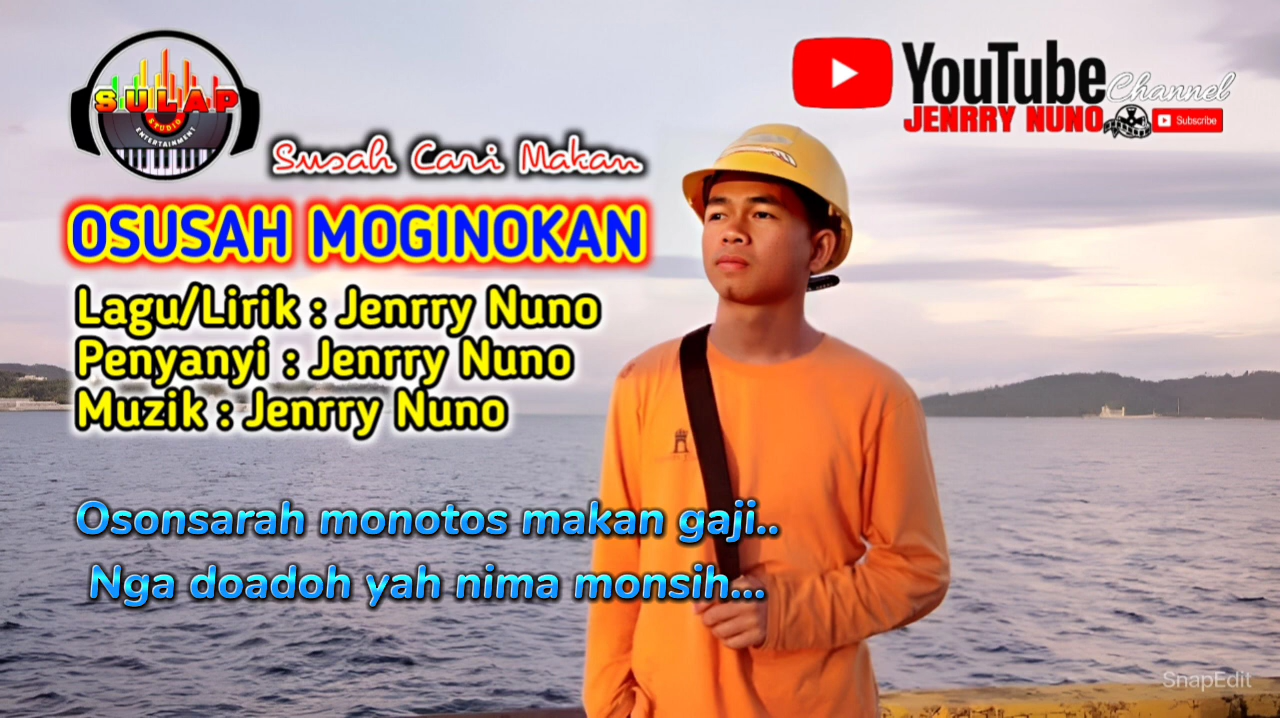 SULAP
STUDIO
ENTERTAINMENT
YouTube Channel
JENRRY NUNO
Subscribe
Susah Cari Makan
OSUSAH MOGINOKAN
Lagu/Lirik : Jenrry Nuno
Penyanyi : Jenrry Nuno
Muzik : Jenrry Nuno
Osonsarah monotos makan gaji..
Nga doadoh yah nima monsih...
SnapEdit